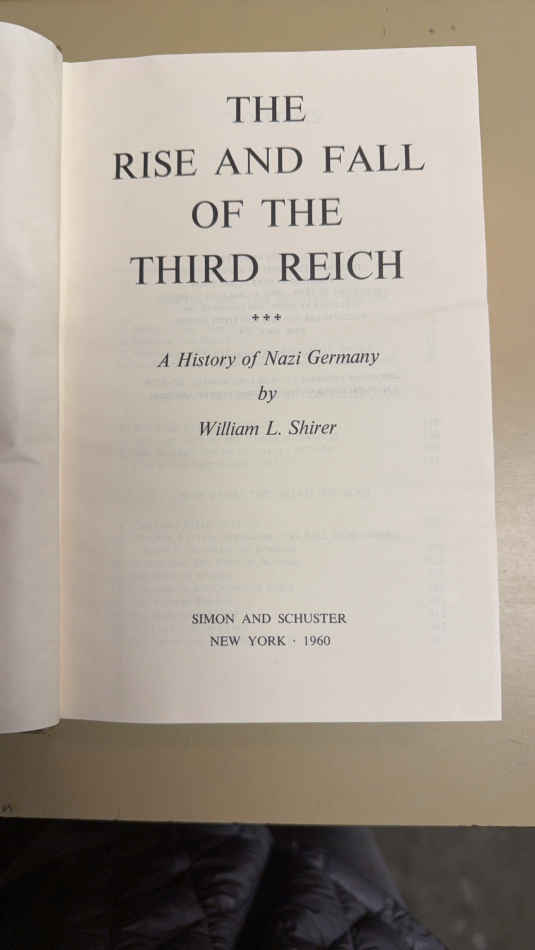 THE
RISE AND FALL
OF THE
THIRD REICH
A History of Nazi Germany
by
William L. Shirer
SIMON AND SCHUSTER
NEW YORK · 1960